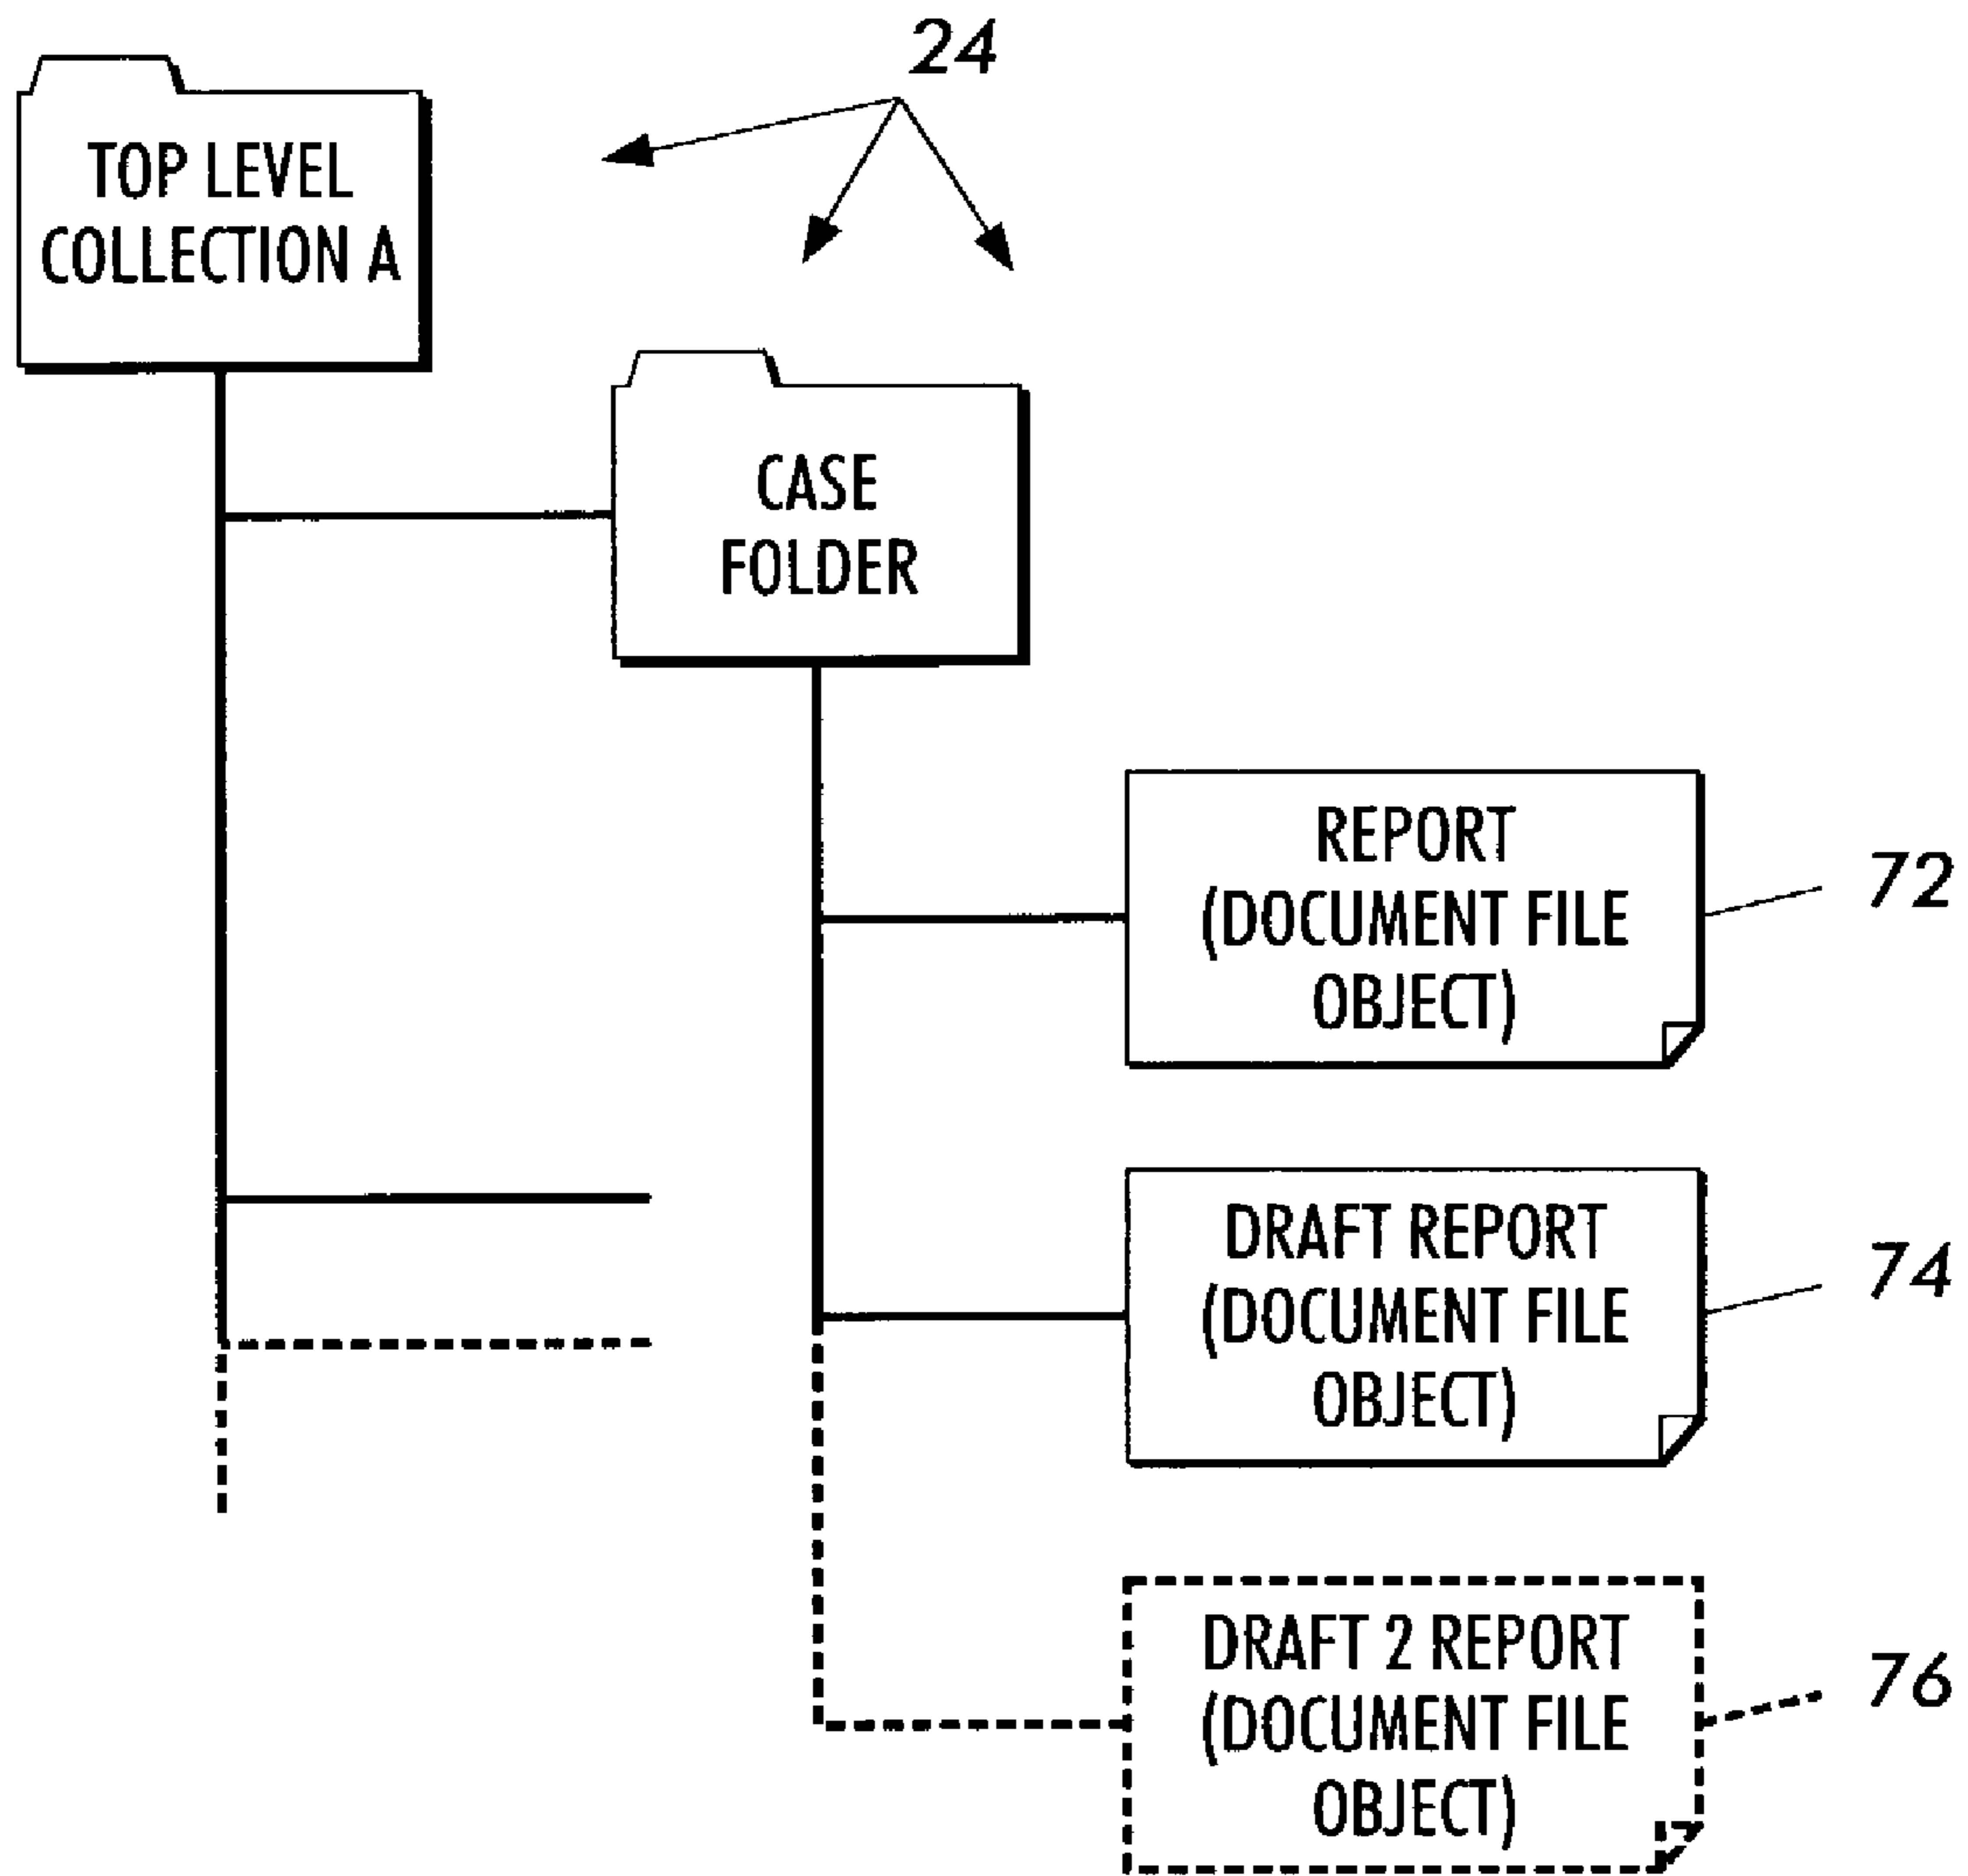 24
TOP LEVEL
COLLECTION A
CASE
FOLDER
REPORT
(DOCUMENT FILE
OBJECT)
72
DRAFT REPORT
(DOCUMENT FILE
OBJECT)
74
DRAFT 2 REPORT
(DOCUMENT FILE
OBJECT)
76